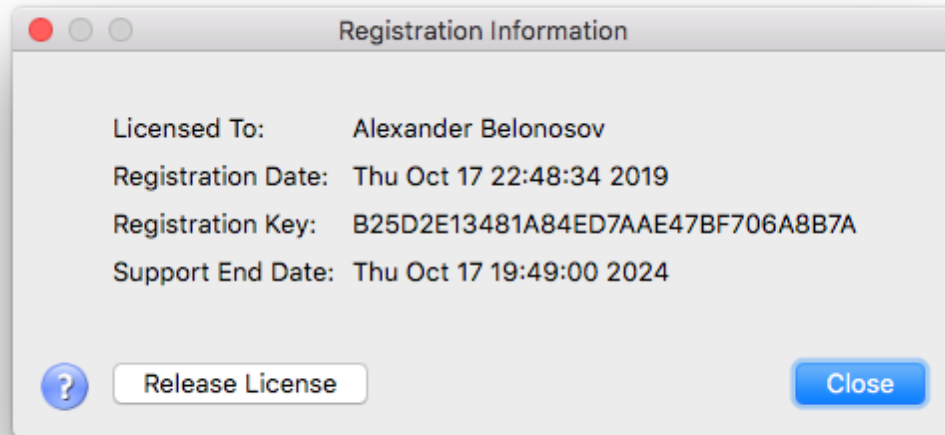 Registration Information
Licensed To: Alexander Belonosov
Registration Date: Thu Oct 17 22:48:34 2019
Registration Key: B25D2E13481A84ED7AAE47BF706A8B7A
Support End Date: Thu Oct 17 19:49:00 2024
? Release License Close